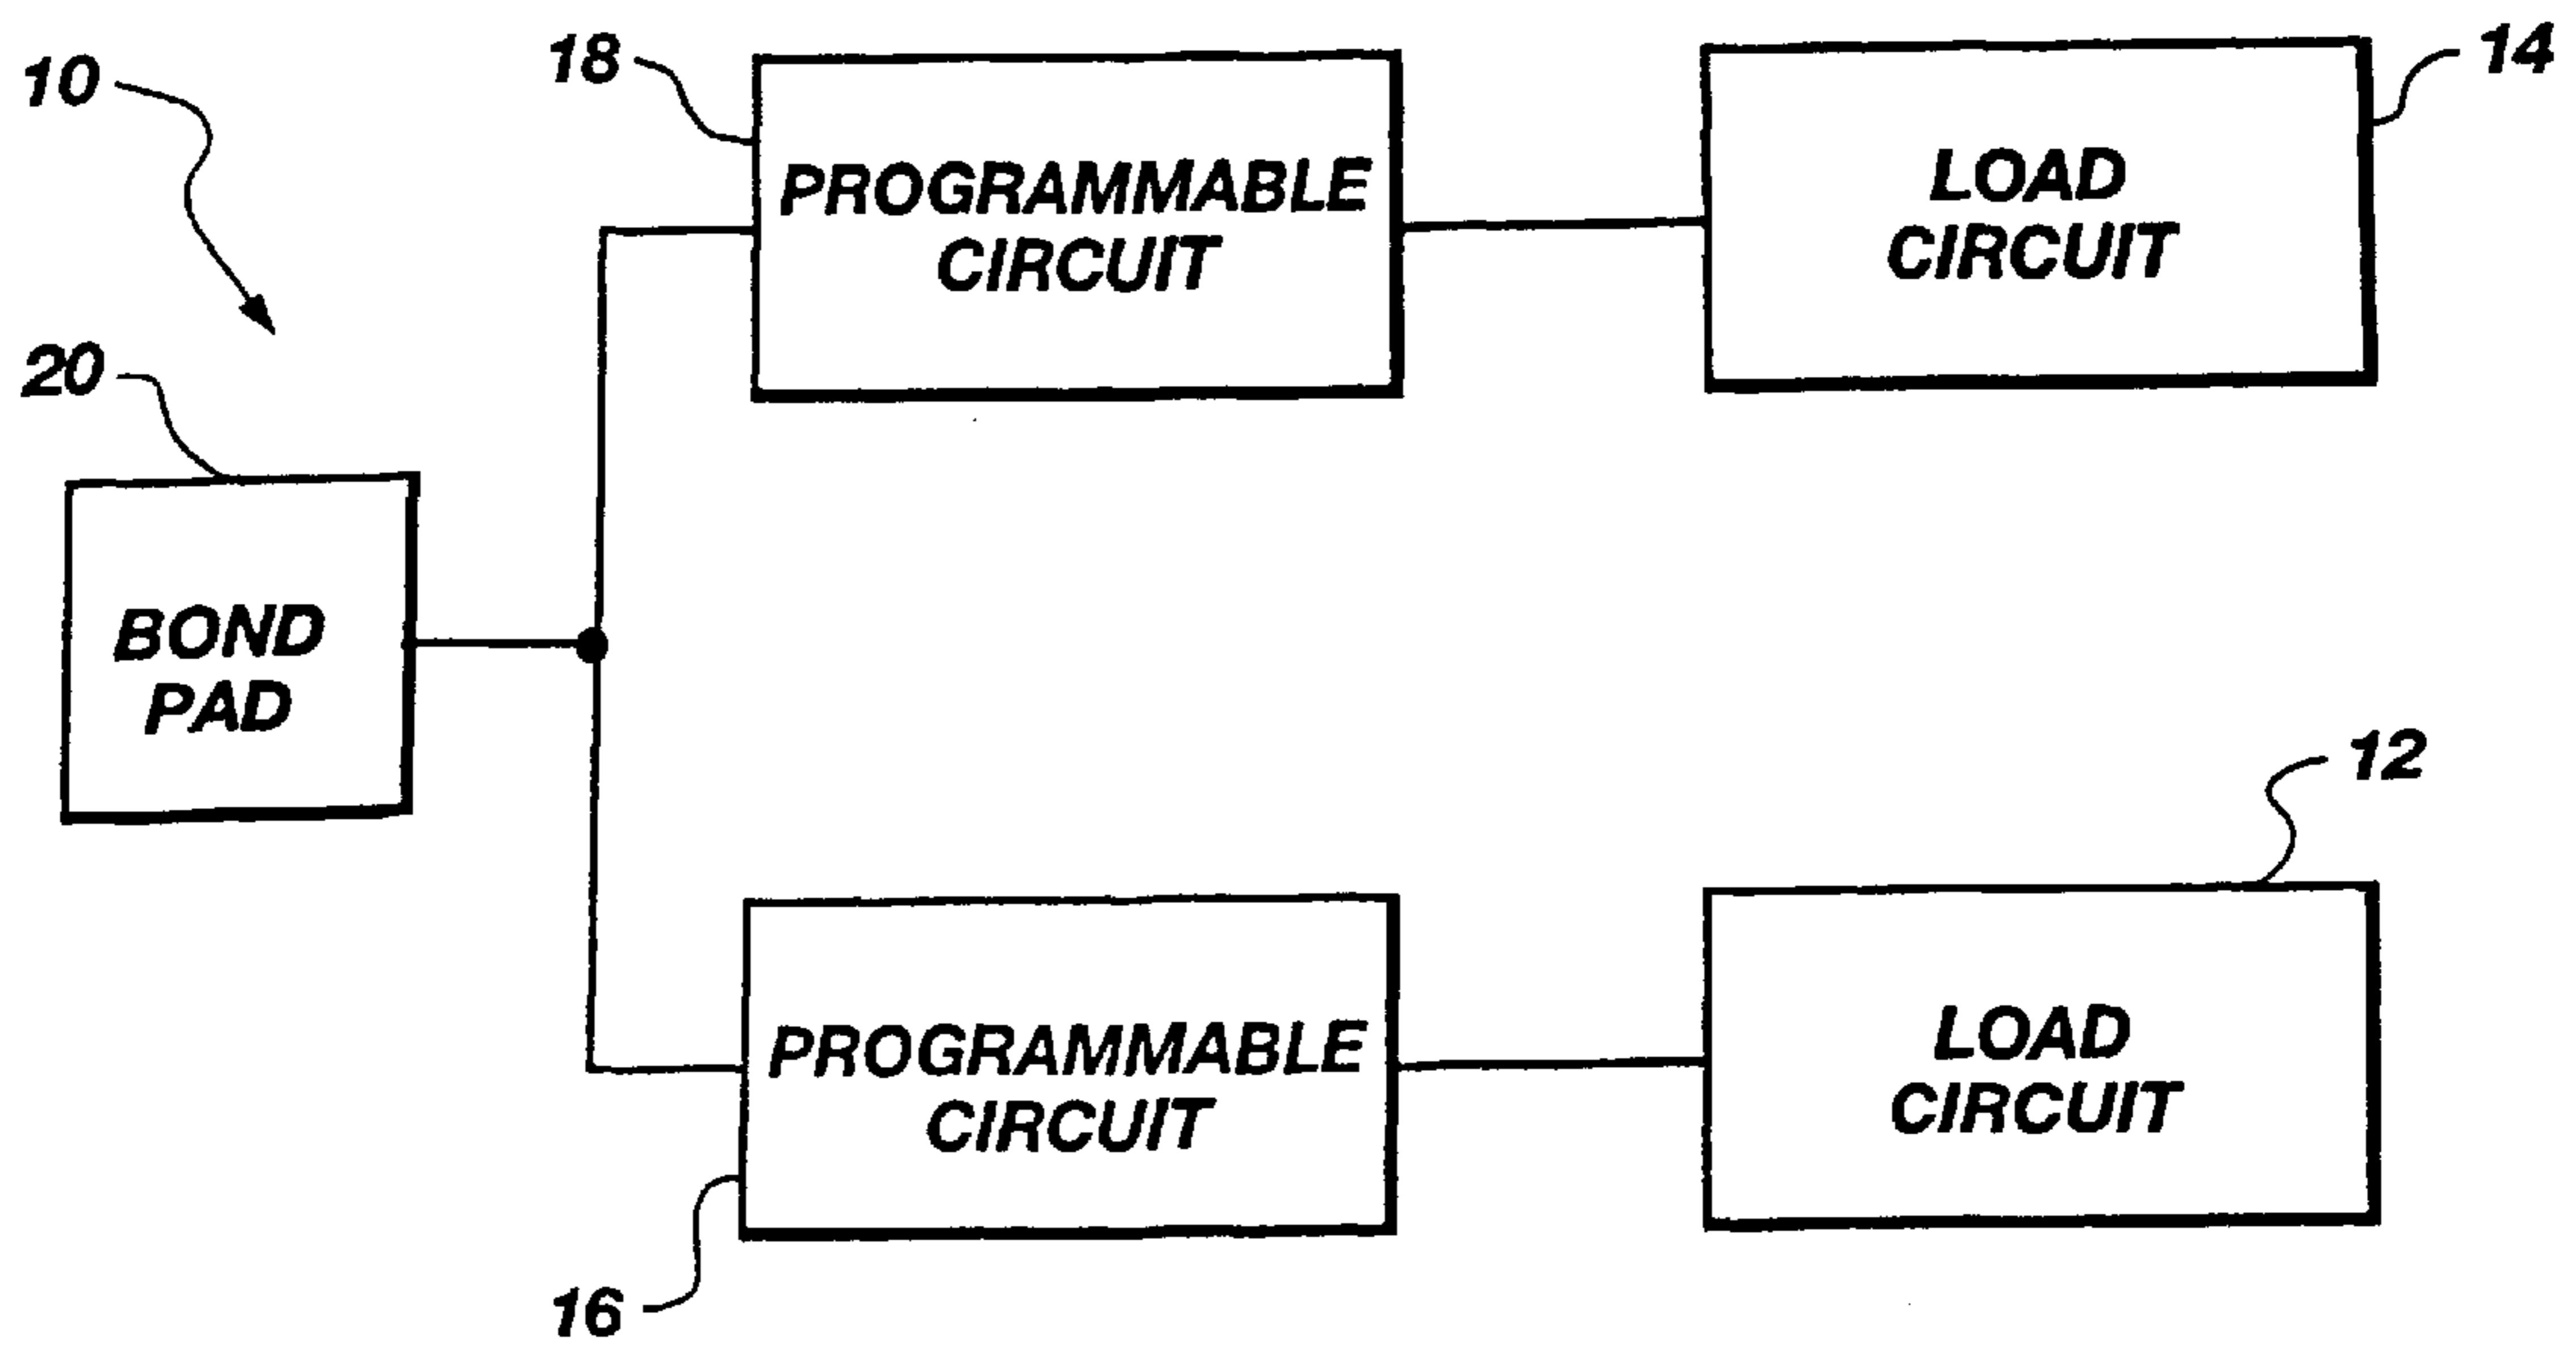 10
18
PROGRAMMABLE
CIRCUIT
LOAD
CIRCUIT
14
20
BOND
PAD
12
PROGRAMMABLE
CIRCUIT
16
LOAD
CIRCUIT